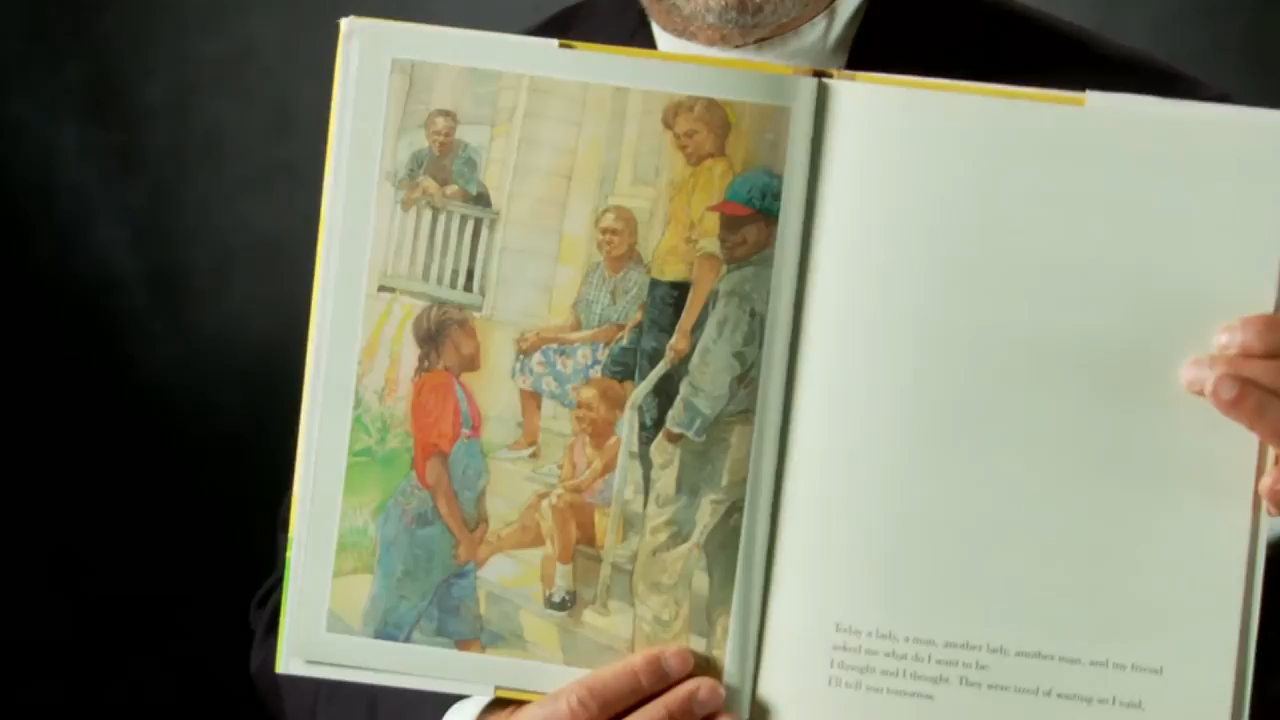 Today a lady, a man, another lady, another man, and my friend
asked me what do I want to be.
I thought and I thought. They were tired of waiting so I said,
I'll tell you tomorrow.